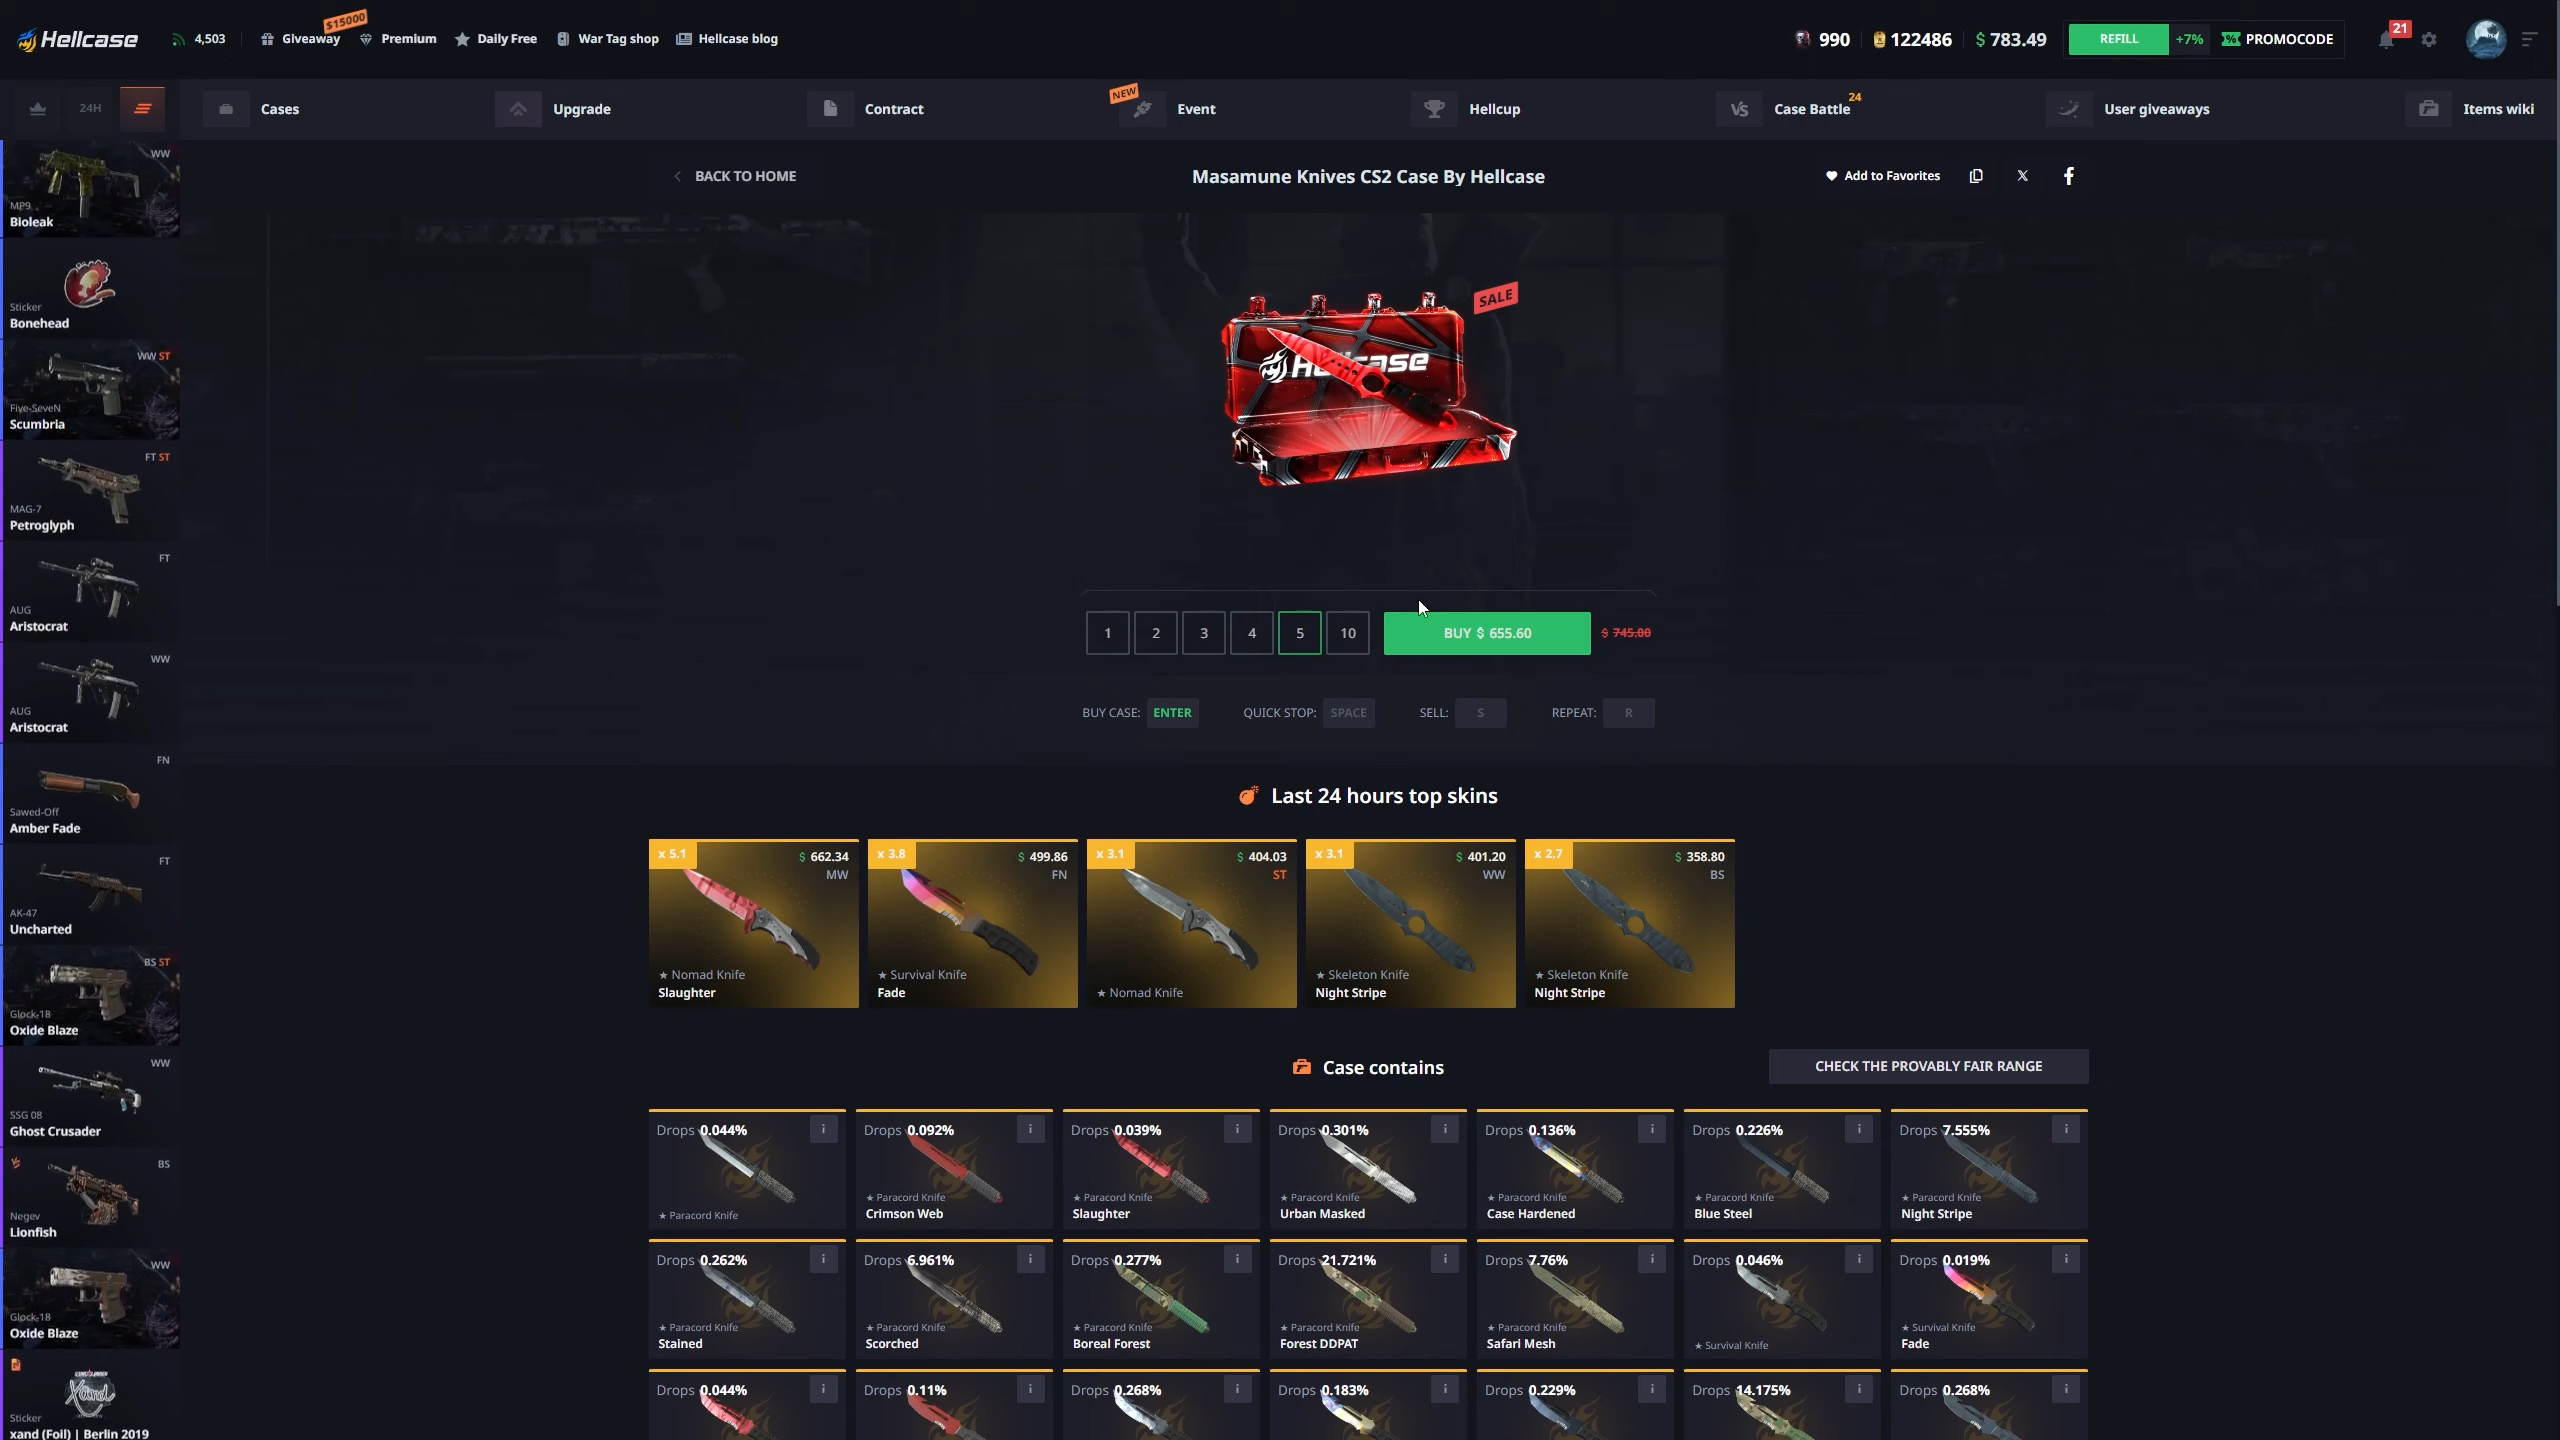 Hellcase
4,503
Giveaway
$15000
Premium
Daily Free
War Tag shop
Hellcase blog
990
122486
$ 783.49
REFILL
+7%
PROMOCODE
21
24H
Cases
Upgrade
Contract
NEW
Event
Hellcup
VS
Case Battle
24
User giveaways
Items wiki
BACK TO HOME
Masamune Knives CS2 Case By Hellcase
Add to Favorites
WW
MP9
Bioleak
Sticker
Bonehead
WW ST
Five-SeveN
Scumbria
FT ST
MAG-7
Petroglyph
FT
AUG
Aristocrat
WW
AUG
Aristocrat
FN
Sawed-Off
Amber Fade
FT
AK-47
Uncharted
BS ST
Glock-18
Oxide Blaze
WW
SSG 08
Ghost Crusader
BS
Negev
Lionfish
WW
Glock-18
Oxide Blaze
Sticker
xand (Foil) | Berlin 2019
SALE
1
2
3
4
5
10
BUY $ 655.60
$ 745.00
BUY CASE: ENTER
QUICK STOP: SPACE
SELL: S
REPEAT: R
Last 24 hours top skins
x 5.1
$ 662.34
MW
★ Nomad Knife
Slaughter
x 3.8
$ 499.86
FN
★ Survival Knife
Fade
x 3.1
$ 404.03
ST
★ Nomad Knife
x 3.1
$ 401.20
WW
★ Skeleton Knife
Night Stripe
x 2.7
$ 358.80
BS
★ Skeleton Knife
Night Stripe
Case contains
CHECK THE PROVABLY FAIR RANGE
Drops 0.044%
★ Paracord Knife
Drops 0.092%
★ Paracord Knife
Crimson Web
Drops 0.039%
★ Paracord Knife
Slaughter
Drops 0.301%
★ Paracord Knife
Urban Masked
Drops 0.136%
★ Paracord Knife
Case Hardened
Drops 0.226%
★ Paracord Knife
Blue Steel
Drops 7.555%
★ Paracord Knife
Night Stripe
Drops 0.262%
★ Paracord Knife
Stained
Drops 6.961%
★ Paracord Knife
Scorched
Drops 0.277%
★ Paracord Knife
Boreal Forest
Drops 21.721%
★ Paracord Knife
Forest DDPAT
Drops 7.76%
★ Paracord Knife
Safari Mesh
Drops 0.046%
★ Survival Knife
Drops 0.019%
★ Survival Knife
Fade
Drops 0.044%
Drops 0.11%
Drops 0.268%
Drops 0.183%
Drops 0.229%
Drops 14.175%
Drops 0.268%